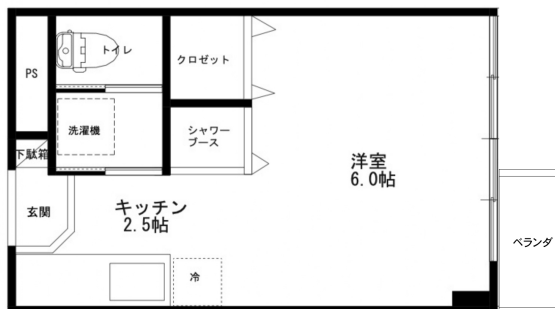 トイレ
クロゼット
PS
洗濯機
シャワー
ブース
下駄箱
洋室
6.0帖
玄関
キッチン
2.5帖
ベランダ
冷